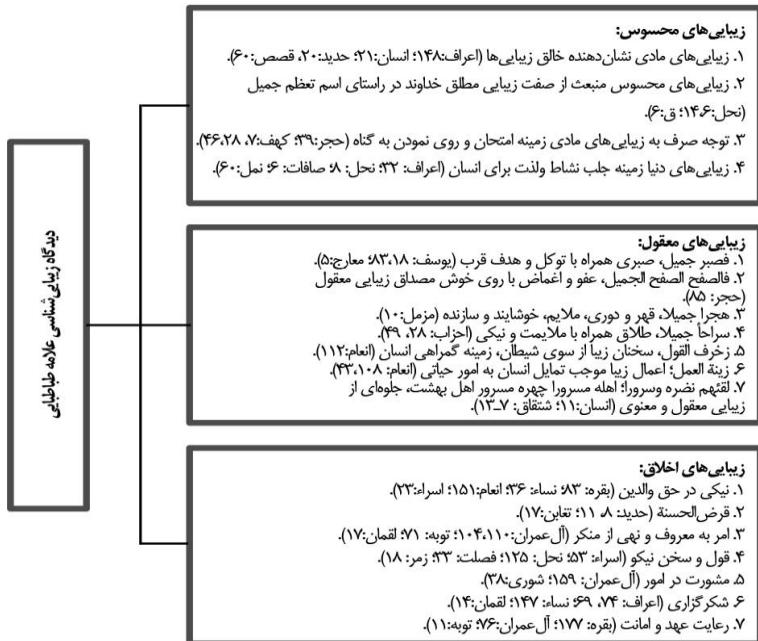 دیدگاه زیبایی‌شناسی علامه طباطبایی
زیبایی‌های محسوس:
۱. زیبایی‌های مادی نشان‌دهنده خالق زیبایی‌ها (اعراف:۱۴۸؛ انسان:۲۱؛ حدید:۲۰، قصص:۶۰).
۲. زیبایی‌های محسوس منبعث از صفت زیبایی مطلق خداوند در راستای اسم تعظم جمیل
(نحل:۱۴،۶؛ ق:۶).
۳. توجه صرف به زیبایی‌های مادی زمینه امتحان و روی نمودن به گناه (حجر:۳۹؛ کهف:۷، ۴۶،۲۸).
۴. زیبایی‌های دنیا زمینه جلب نشاط ولذت برای انسان (اعراف: ۳۲؛ نحل: ۸؛ صافات: ۶؛ نمل:۶۰).
زیبایی‌های معقول:
۱. فصبر جمیل، صبری همراه با توکل و هدف قرب (یوسف: ۸۳،۱۸؛ معارج:۵).
۲. فالصفح الصفح الجمیل، عفو و اغماض با روی خوش مصداق زیبایی معقول
(حجر: ۸۵).
۳. هجرا جمیلا، قهر و دوری، ملایم، خوشایند و سازنده (مزمل:۱۰).
۴. سراحاً جمیلا، طلاق همراه با ملایمت و نیکی (احزاب: ۲۸، ۴۹).
۵. زخرف القول، سخنان زیبا از سوی شیطان، زمینه گمراهی انسان (انعام:۱۱۲).
۶. زینة العمل؛ اعمال زیبا موجب تمایل انسان به امور حیاتی (انعام: ۴۳،۱۰۸).
۷. لقئهم نضره وسرورا؛ اهله مسرورا چهره مسرور اهل بهشت، جلوه‌ای از
زیبایی معقول و معنوی (انسان:۱۱؛ شتقاق: ۷_۱۳).
زیبایی‌های اخلاق:
۱. نیکی در حق والدین (بقره: ۸۳؛ نساء: ۳۶؛ انعام:۱۵۱؛ اسراء:۲۳).
۲. قرض‌الحسنة (حدید: ۸، ۱۱؛ تغابن:۱۷).
۳. امر به معروف و نهی از منکر (آل‌عمران:۱۰۴،۱۱۰؛ توبه: ۷۱؛ لقمان:۱۷).
۴. قول و سخن نیکو (اسراء: ۵۳؛ نحل: ۱۲۵؛ فصلت: ۳۳؛ زمر: ۱۸).
۵. مشورت در امور (آل‌عمران: ۱۵۹؛ شوری:۳۸).
۶. شکرگزاری (اعراف: ۷۴، ۶۹؛ نساء: ۱۴۷؛ لقمان:۱۴).
۷. رعایت عهد و امانت (بقره: ۱۷۷؛ آل‌عمران:۷۶؛ توبه:۱۱).